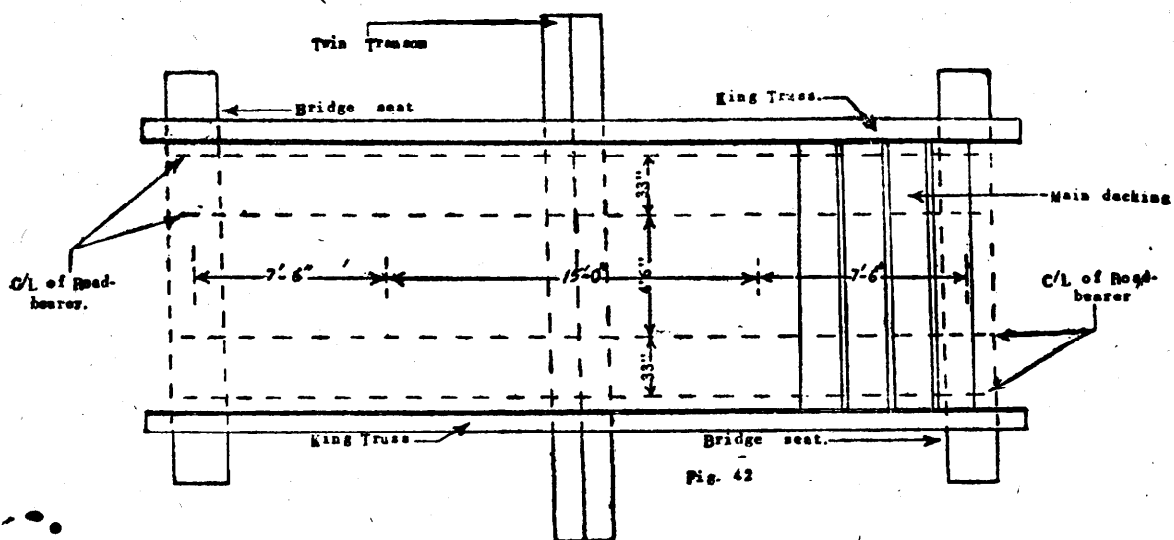 Twin Transom
Bridge seat
King Truss.
33"
Main decking
7'-6"
15'-0"
4'6"
7'-6"
C/L of Road-
bearer.
C/L of Road-
bearer
33"
King Truss
Bridge seat.
Fig. 42